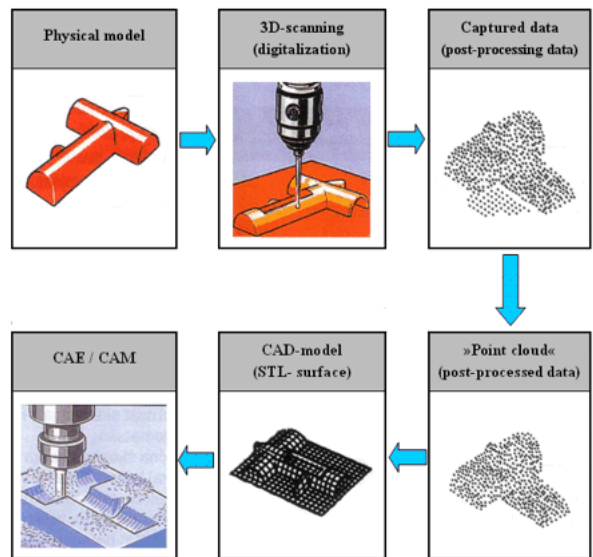 Physical model
3D-scanning
(digitalization)
Captured data
(post-processing data)
CAE / CAM
CAD-model
(STL- surface)
»Point cloud«
(post-processed data)